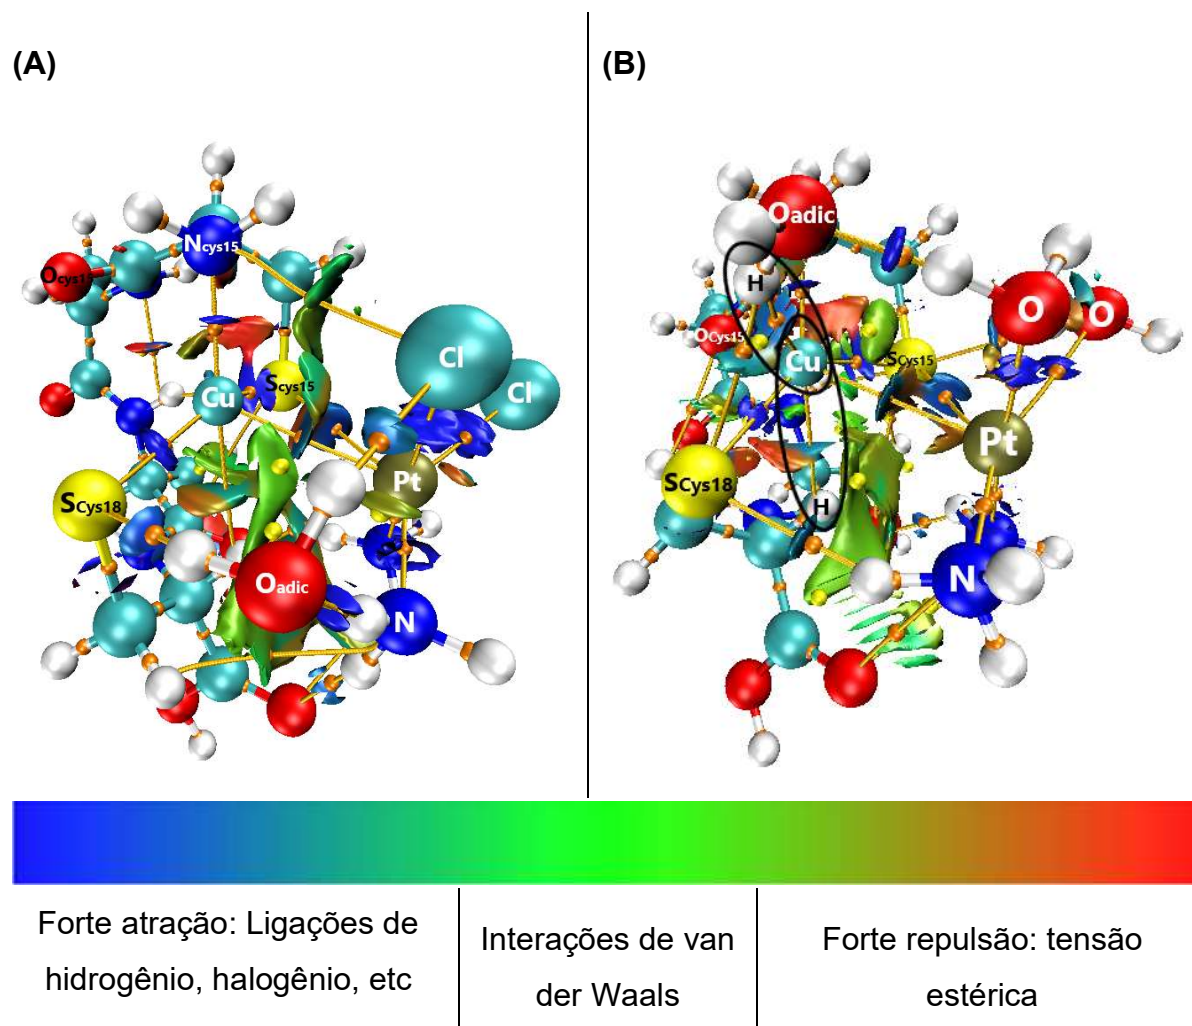 (A)
(B)
Ncys15
Ocys15
Cl
Cl
Cu
Scys15
Pt
SCys18
Oadic
N
Oadic
H
O
O
OCys15
Cu
SCys15
Pt
SCys18
H
N
Forte atração: Ligações de
hidrogênio, halogênio, etc
Interações de van
der Waals
Forte repulsão: tensão
estérica